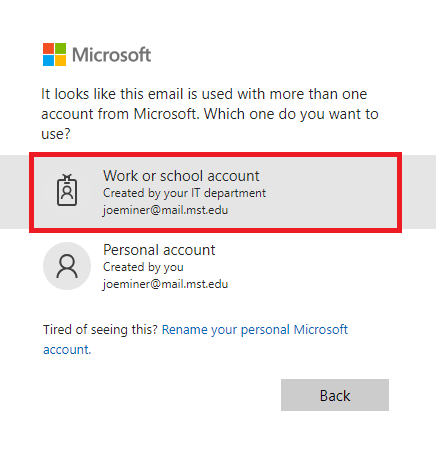 Microsoft
It looks like this email is used with more than one
account from Microsoft. Which one do you want to
use?
Work or school account
Created by your IT department
joeminer@mail.mst.edu
Personal account
Created by you
joeminer@mail.mst.edu
Tired of seeing this? Rename your personal Microsoft
account.
Back